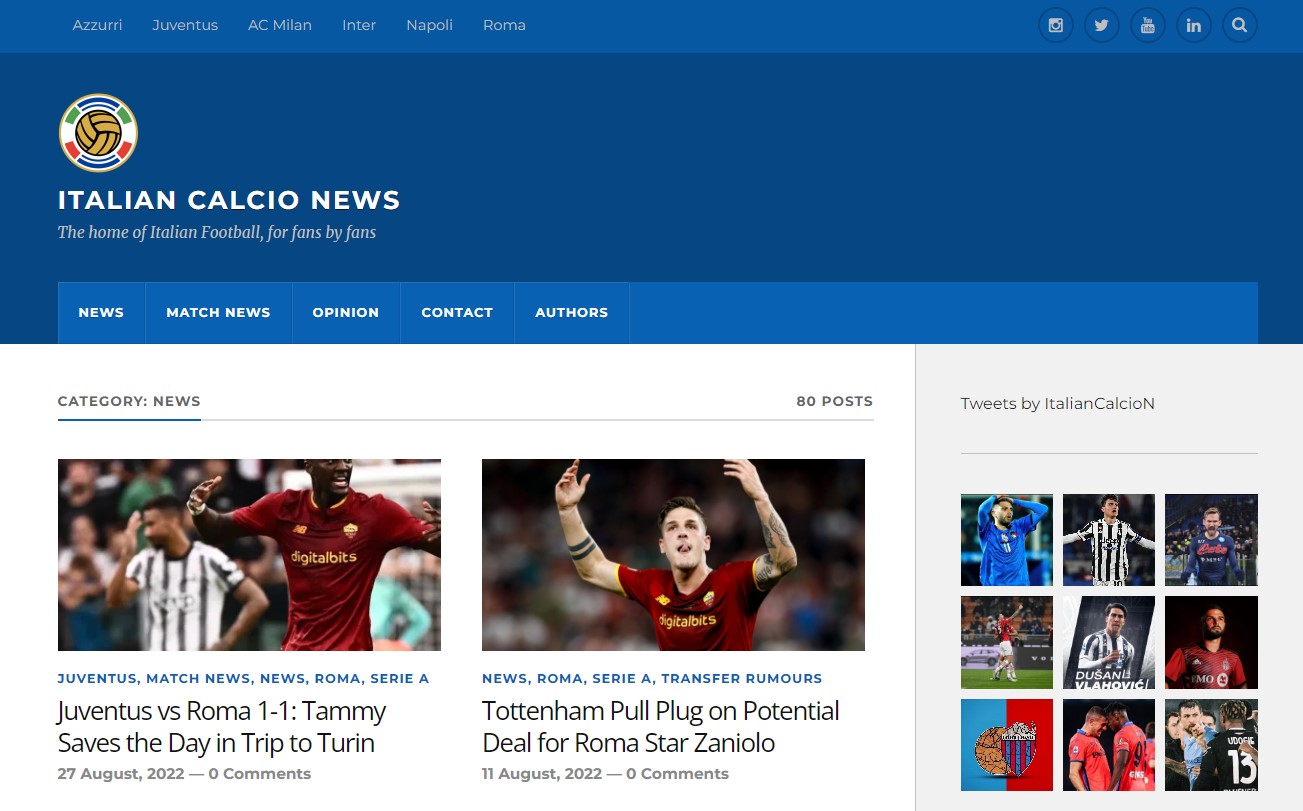 Azzurri Juventus AC Milan Inter Napoli Roma
ITALIAN CALCIO NEWS
The home of Italian Football, for fans by fans
NEWS MATCH NEWS OPINION CONTACT AUTHORS
CATEGORY: NEWS 80 POSTS
digitalbits
digitalbits
JUVENTUS, MATCH NEWS, NEWS, ROMA, SERIE A
Juventus vs Roma 1-1: Tammy
Saves the Day in Trip to Turin
27 August, 2022 — 0 Comments
NEWS, ROMA, SERIE A, TRANSFER RUMOURS
Tottenham Pull Plug on Potential
Deal for Roma Star Zaniolo
11 August, 2022 — 0 Comments
Tweets by ItalianCalcioN
DUŠAN
VLAHOVIĆ
UDOGIE
13